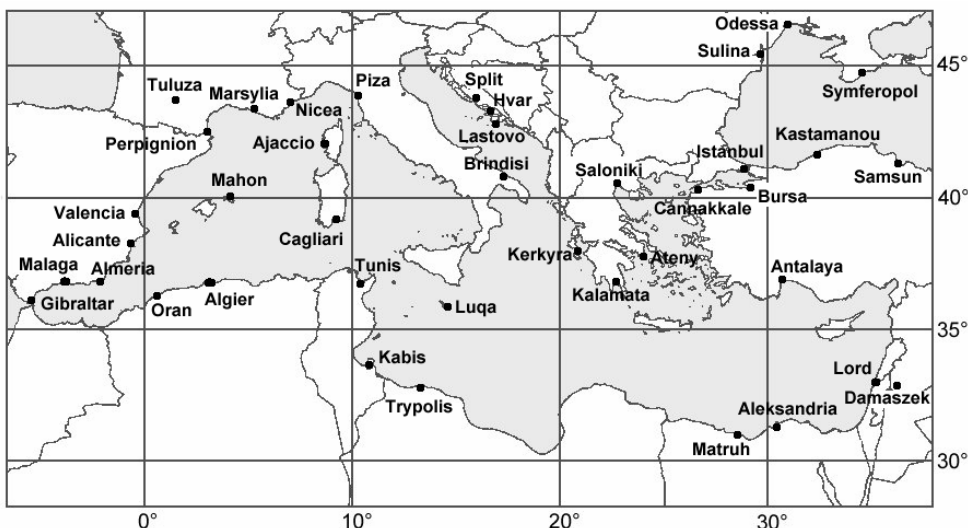 Odessa
Sulina
45°
Tuluza
Marsylia
Piza
Split
Symferopol
Nicea
Hvar
Perpignion
Ajaccio
Lastovo
Kastamanou
Brindisi
Saloniki
Istanbul
Samsun
Mahon
40°
Valencia
Cannakkale
Bursa
Alicante
Cagliari
Kerkyra
Ateny
Malaga
Almeria
Tunis
Antalaya
Gibraltar
Oran
Algier
Luqa
Kalamata
35°
Kabis
Lord
Trypolis
Damaszek
Aleksandria
Matruh
30°
0°
10°
20°
30°